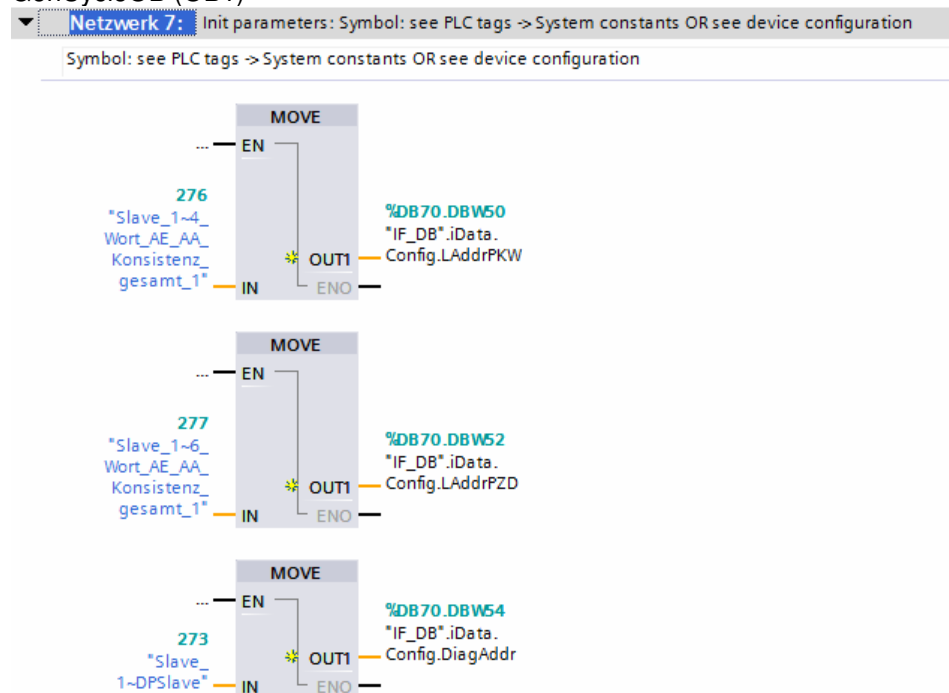 Netzwerk 7: Init parameters: Symbol: see PLC tags -> System constants OR see device configuration
Symbol: see PLC tags -> System constants OR see device configuration
MOVE
... EN
276
"Slave_1~4_
Wort_AE_AA_
Konsistenz_
gesamt_1" IN
%DB70.DBW50
"IF_DB".iData.
OUT1 Config.LAddrPKW
ENO
MOVE
... EN
277
"Slave_1~6_
Wort_AE_AA_
Konsistenz_
gesamt_1" IN
%DB70.DBW52
"IF_DB".iData.
OUT1 Config.LAddrPZD
ENO
MOVE
... EN
273
"Slave_
1~DPSlave" IN
%DB70.DBW54
"IF_DB".iData.
OUT1 Config.DiagAddr
ENO